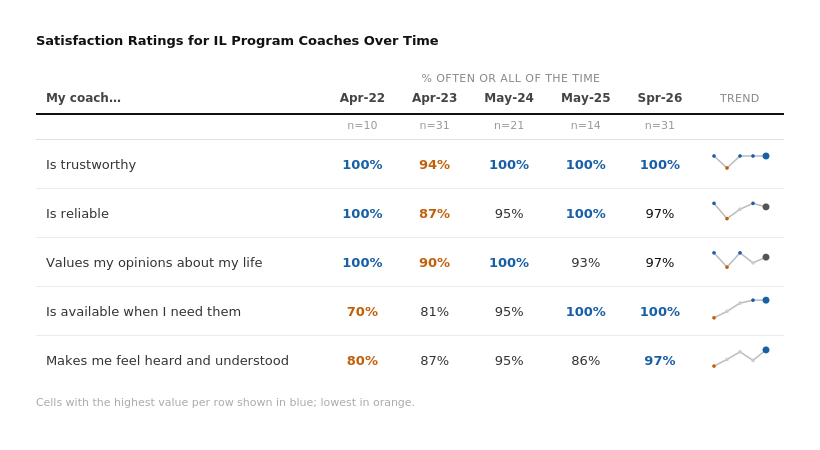 Satisfaction Ratings for IL Program Coaches Over Time
% OFTEN OR ALL OF THE TIME
My coach... Apr-22 Apr-23 May-24 May-25 Spr-26 TREND
n=10 n=31 n=21 n=14 n=31
Is trustworthy 100% 94% 100% 100% 100%
Is reliable 100% 87% 95% 100% 97%
Values my opinions about my life 100% 90% 100% 93% 97%
Is available when I need them 70% 81% 95% 100% 100%
Makes me feel heard and understood 80% 87% 95% 86% 97%
Cells with the highest value per row shown in blue; lowest in orange.